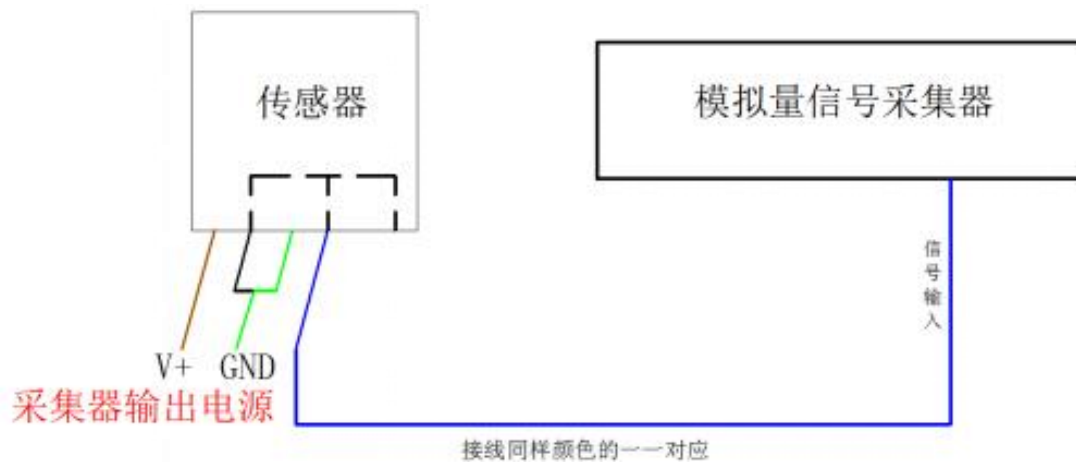 传感器
模拟量信号采集器
信号输入
V+ GND
采集器输出电源
接线同样颜色的一一对应